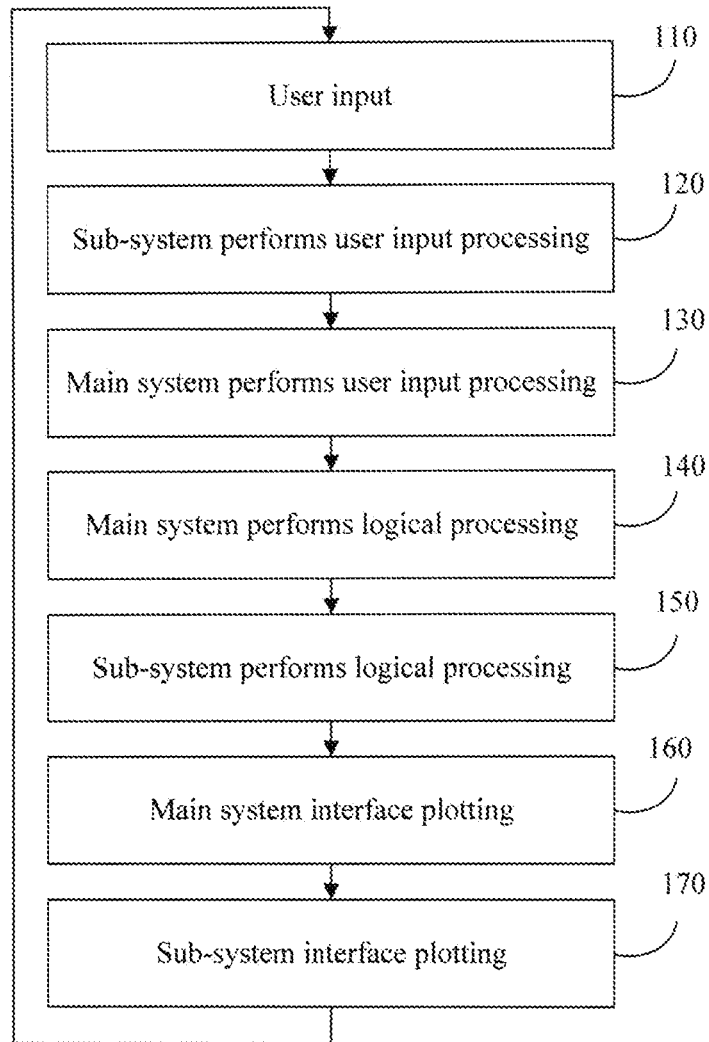 110
User input
120
Sub-system performs user input processing
130
Main system performs user input processing
140
Main system performs logical processing
150
Sub-system performs logical processing
160
Main system interface plotting
170
Sub-system interface plotting